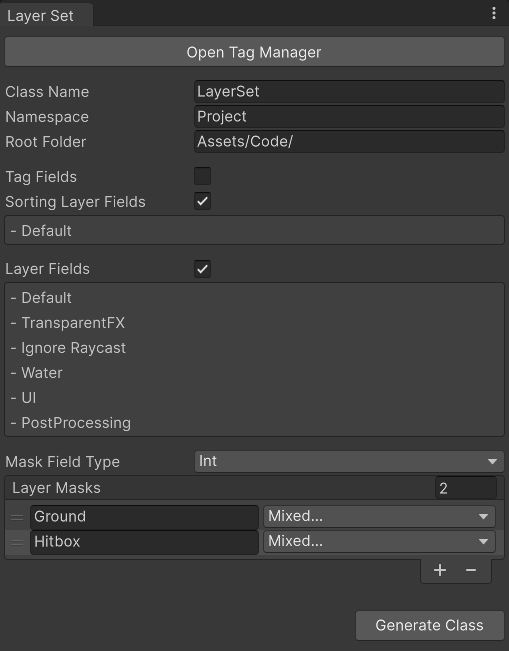 Layer Set
Open Tag Manager
Class Name LayerSet
Namespace Project
Root Folder Assets/Code/
Tag Fields
Sorting Layer Fields
- Default
Layer Fields
- Default
- TransparentFX
- Ignore Raycast
- Water
- UI
- PostProcessing
Mask Field Type Int
Layer Masks 2
Ground Mixed...
Hitbox Mixed...
+ −
Generate Class